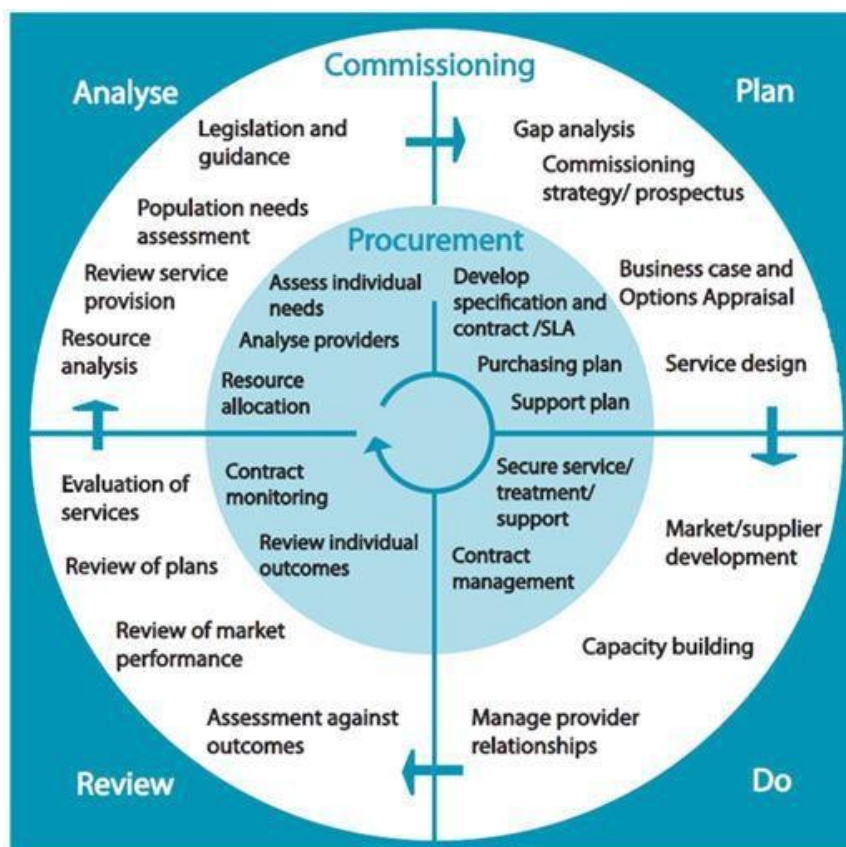 Commissioning
Analyse
Plan
Legislation and
guidance
Population needs
assessment
Review service
provision
Resource
analysis
Gap analysis
Commissioning
strategy/ prospectus
Business case and
Options Appraisal
Service design
Procurement
Assess individual
needs
Analyse providers
Resource
allocation
Develop
specification and
contract /SLA
Purchasing plan
Support plan
Contract
monitoring
Review individual
outcomes
Secure service/
treatment/
support
Contract
management
Evaluation of
services
Review of plans
Review of market
performance
Assessment against
outcomes
Market/supplier
development
Capacity building
Manage provider
relationships
Review
Do